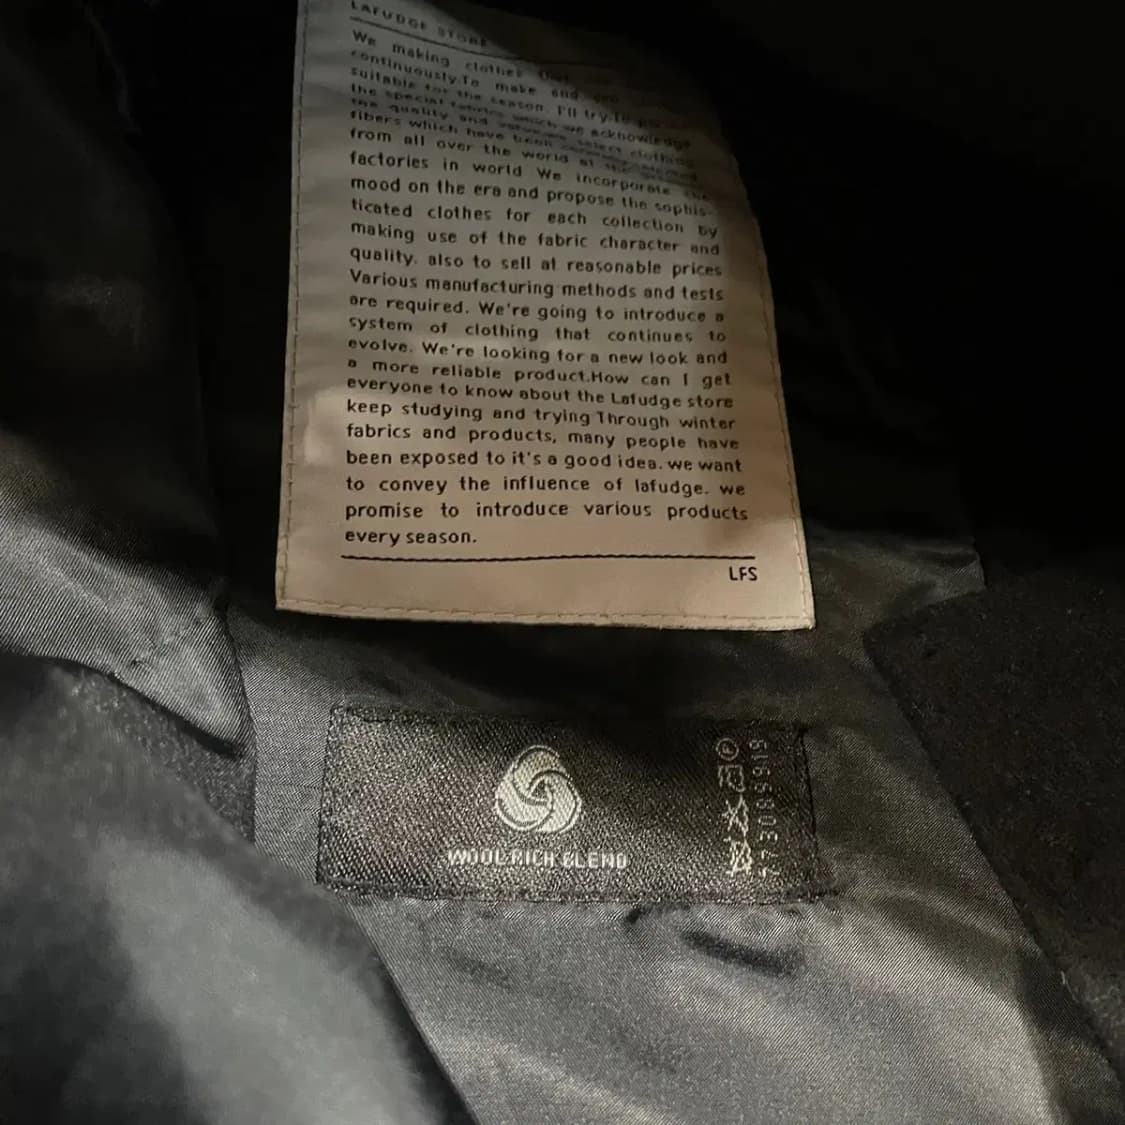 LAFUDGE STORE
We making clothes
continuously.To make and
suitable for the season. I'll try.To
the special fabrics which we acknowledge
the quality and select clothing
fibers which have been
from all over the world at the
factories in world We incorporate the
mood on the era and propose the sophis-
ticated clothes for each collection by
making use of the fabric character and
quality. also to sell at reasonable prices
Various manufacturing methods and tests
are required. We're going to introduce a
system of clothing that continues to
evolve. We're looking for a new look and
a more reliable product.How can I get
everyone to know about the Lafudge store
keep studying and trying Through winter
fabrics and products, many people have
been exposed to it's a good idea. we want
to convey the influence of lafudge. we
promise to introduce various products
every season.
LFS
WOOL RICH BLEND